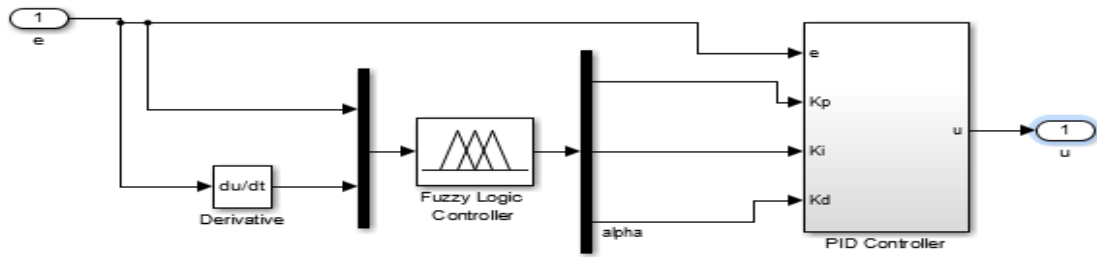 1
e
du/dt
Derivative
Fuzzy Logic
Controller
alpha
e
Kp
Ki
Kd
u
PID Controller
1
u